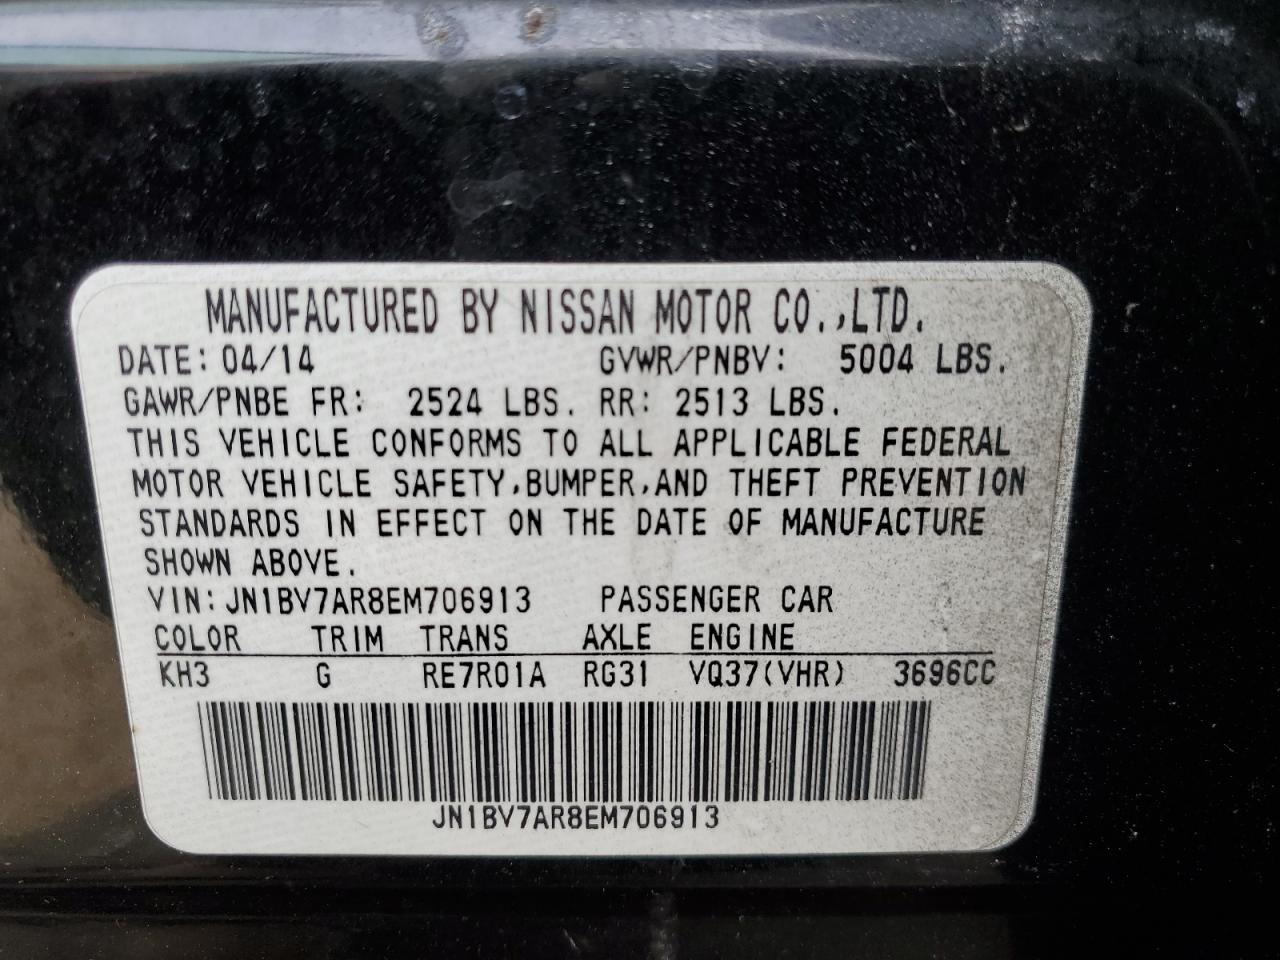 MANUFACTURED BY NISSAN MOTOR CO.,LTD.
DATE: 04/14 GVWR/PNBV: 5004 LBS.
GAWR/PNBE FR: 2524 LBS. RR: 2513 LBS.
THIS VEHICLE CONFORMS TO ALL APPLICABLE FEDERAL
MOTOR VEHICLE SAFETY,BUMPER,AND THEFT PREVENTION
STANDARDS IN EFFECT ON THE DATE OF MANUFACTURE
SHOWN ABOVE.
VIN: JN1BV7AR8EM706913 PASSENGER CAR
COLOR TRIM TRANS AXLE ENGINE
KH3 G RE7R01A RG31 VQ37(VHR) 3696CC
JN1BV7AR8EM706913